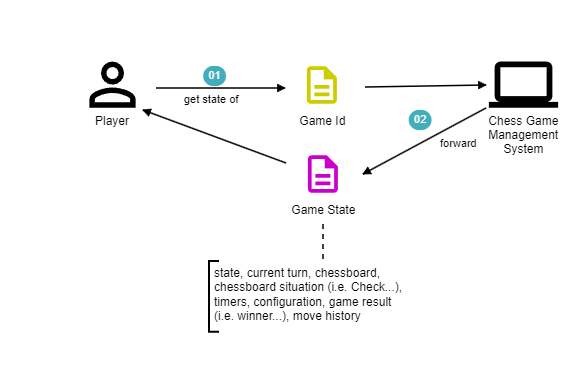 01
get state of
Player
Game Id
02
forward
Chess Game
Management
System
Game State
state, current turn, chessboard,
chessboard situation (i.e. Check...),
timers, configuration, game result
(i.e. winner...), move history